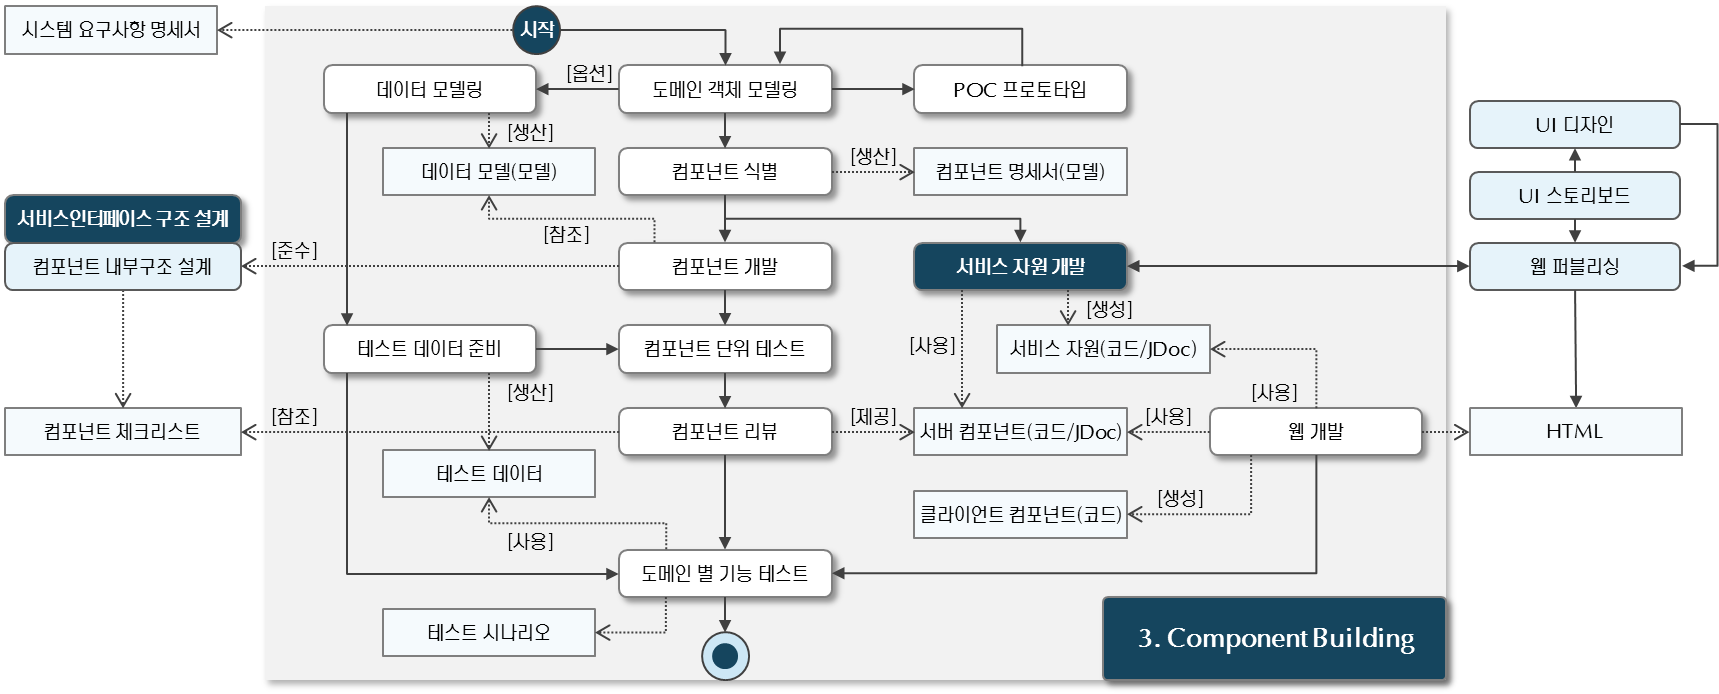 시스템 요구사항 명세서
시작
데이터 모델링
[옵션]
도메인 객체 모델링
POC 프로토타입
[생산]
UI 디자인
데이터 모델(모델)
컴포넌트 식별
[생산]
컴포넌트 명세서(모델)
UI 스토리보드
서비스인터페이스 구조 설계
[참조]
컴포넌트 내부구조 설계
[준수]
컴포넌트 개발
서비스 자원 개발
웹 퍼블리싱
[생성]
테스트 데이터 준비
컴포넌트 단위 테스트
[사용]
서비스 자원(코드/JDoc)
[생산]
[사용]
컴포넌트 체크리스트
[참조]
컴포넌트 리뷰
[제공]
서버 컴포넌트(코드/JDoc)
[사용]
웹 개발
HTML
테스트 데이터
[생성]
클라이언트 컴포넌트(코드)
[사용]
도메인 별 기능 테스트
테스트 시나리오
3. Component Building